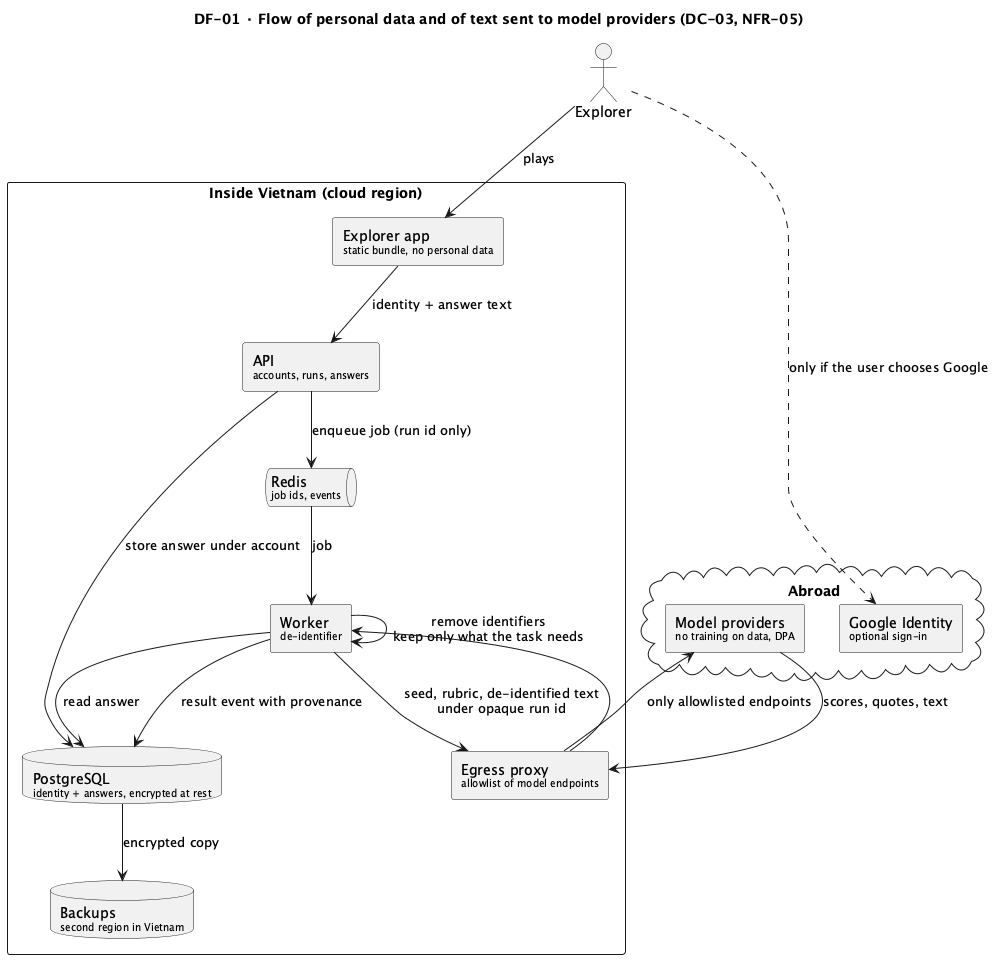 DF-01 · Flow of personal data and of text sent to model providers (DC-03, NFR-05)
Explorer
plays
Inside Vietnam (cloud region)
Explorer app
static bundle, no personal data
identity + answer text
only if the user chooses Google
API
accounts, runs, answers
enqueue job (run id only)
Redis
job ids, events
store answer under account
job
Abroad
Worker
de-identifier
remove identifiers
keep only what the task needs
Model providers
no training on data, DPA
Google Identity
optional sign-in
read answer
result event with provenance
seed, rubric, de-identified text
under opaque run id
only allowlisted endpoints
scores, quotes, text
PostgreSQL
identity + answers, encrypted at rest
Egress proxy
allowlist of model endpoints
encrypted copy
Backups
second region in Vietnam